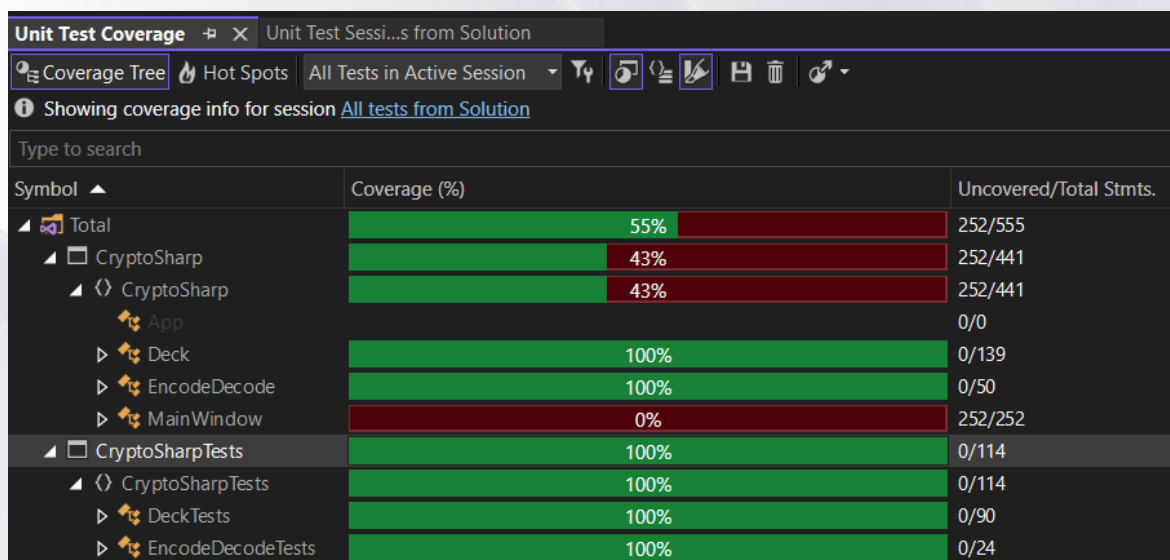 Unit Test Coverage Unit Test Sessi...s from Solution
Coverage Tree Hot Spots All Tests in Active Session
Showing coverage info for session All tests from Solution
Type to search
Symbol Coverage (%) Uncovered/Total Stmts.
Total 55% 252/555
CryptoSharp 43% 252/441
CryptoSharp 43% 252/441
App 0/0
Deck 100% 0/139
EncodeDecode 100% 0/50
MainWindow 0% 252/252
CryptoSharpTests 100% 0/114
CryptoSharpTests 100% 0/114
DeckTests 100% 0/90
EncodeDecodeTests 100% 0/24